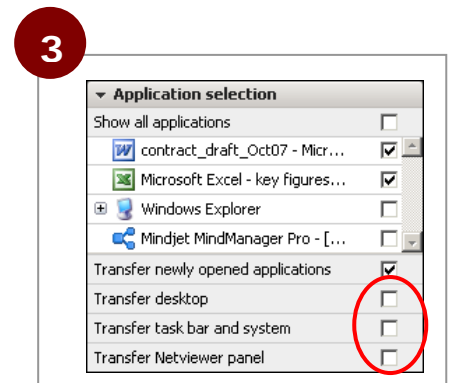 3
Application selection
Show all applications
contract_draft_Oct07 - Micr...
Microsoft Excel - key figures...
Windows Explorer
Mindjet MindManager Pro - [...
Transfer newly opened applications
Transfer desktop
Transfer task bar and system
Transfer Netviewer panel